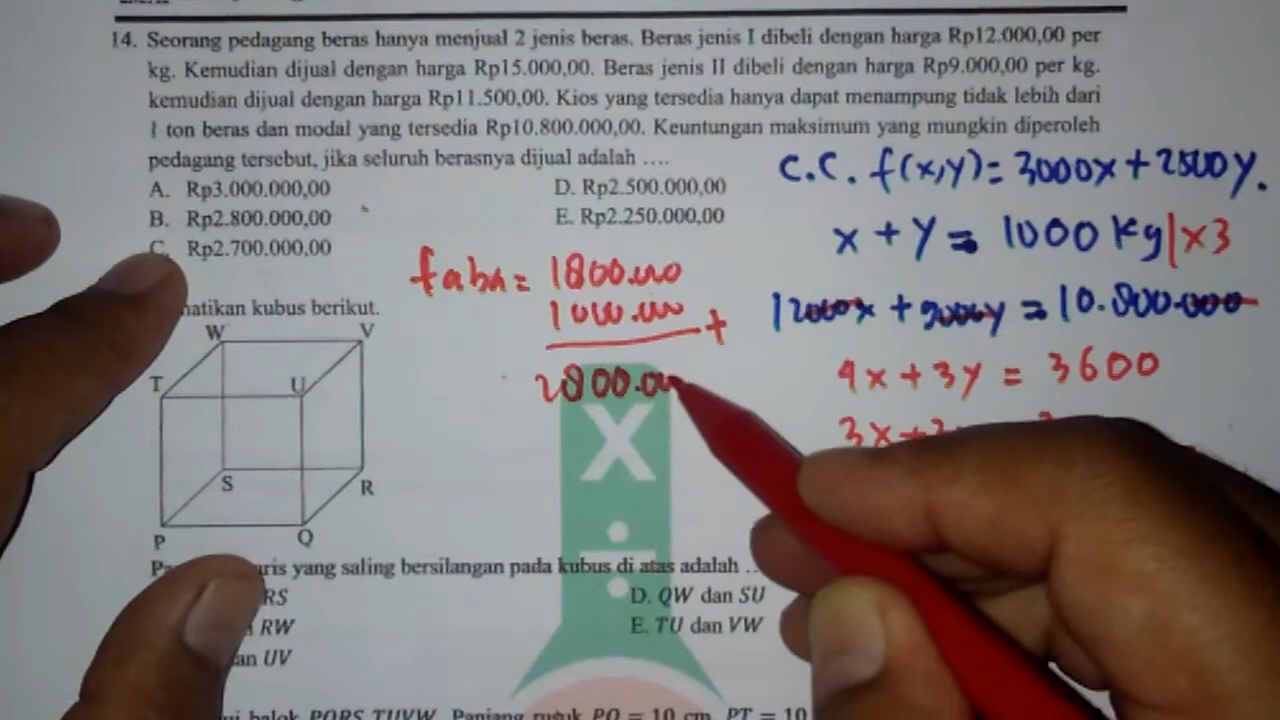 14. Seorang pedagang beras hanya menjual 2 jenis beras. Beras jenis I dibeli dengan harga Rp12.000,00 per
kg. Kemudian dijual dengan harga Rp15.000,00. Beras jenis II dibeli dengan harga Rp9.000,00 per kg.
kemudian dijual dengan harga Rp11.500,00. Kios yang tersedia hanya dapat menampung tidak lebih dari
1 ton beras dan modal yang tersedia Rp10.800.000,00. Keuntungan maksimum yang mungkin diperoleh
pedagang tersebut, jika seluruh berasnya dijual adalah ....
A. Rp3.000.000,00
D. Rp2.500.000,00
B. Rp2.800.000,00
E. Rp2.250.000,00
C. Rp2.700.000,00
C.C. f(x,y) = 3000x + 2500y.
x + y = 1000 kg | x3
12000x + 9000y = 10.800.000
4x + 3y = 3600
3x +
f aba = 1800.000
1000.000 +
2800.00
natikan kubus berikut.
W V
T U
S R
P Q
ris yang saling bersilangan pada kubus di atas adalah
RS
D. QW dan SU
RW
E. TU dan VW
an UV
X
÷
balok PQRS.TUVW. Panjang rusuk PQ = 10 cm, PT = 10